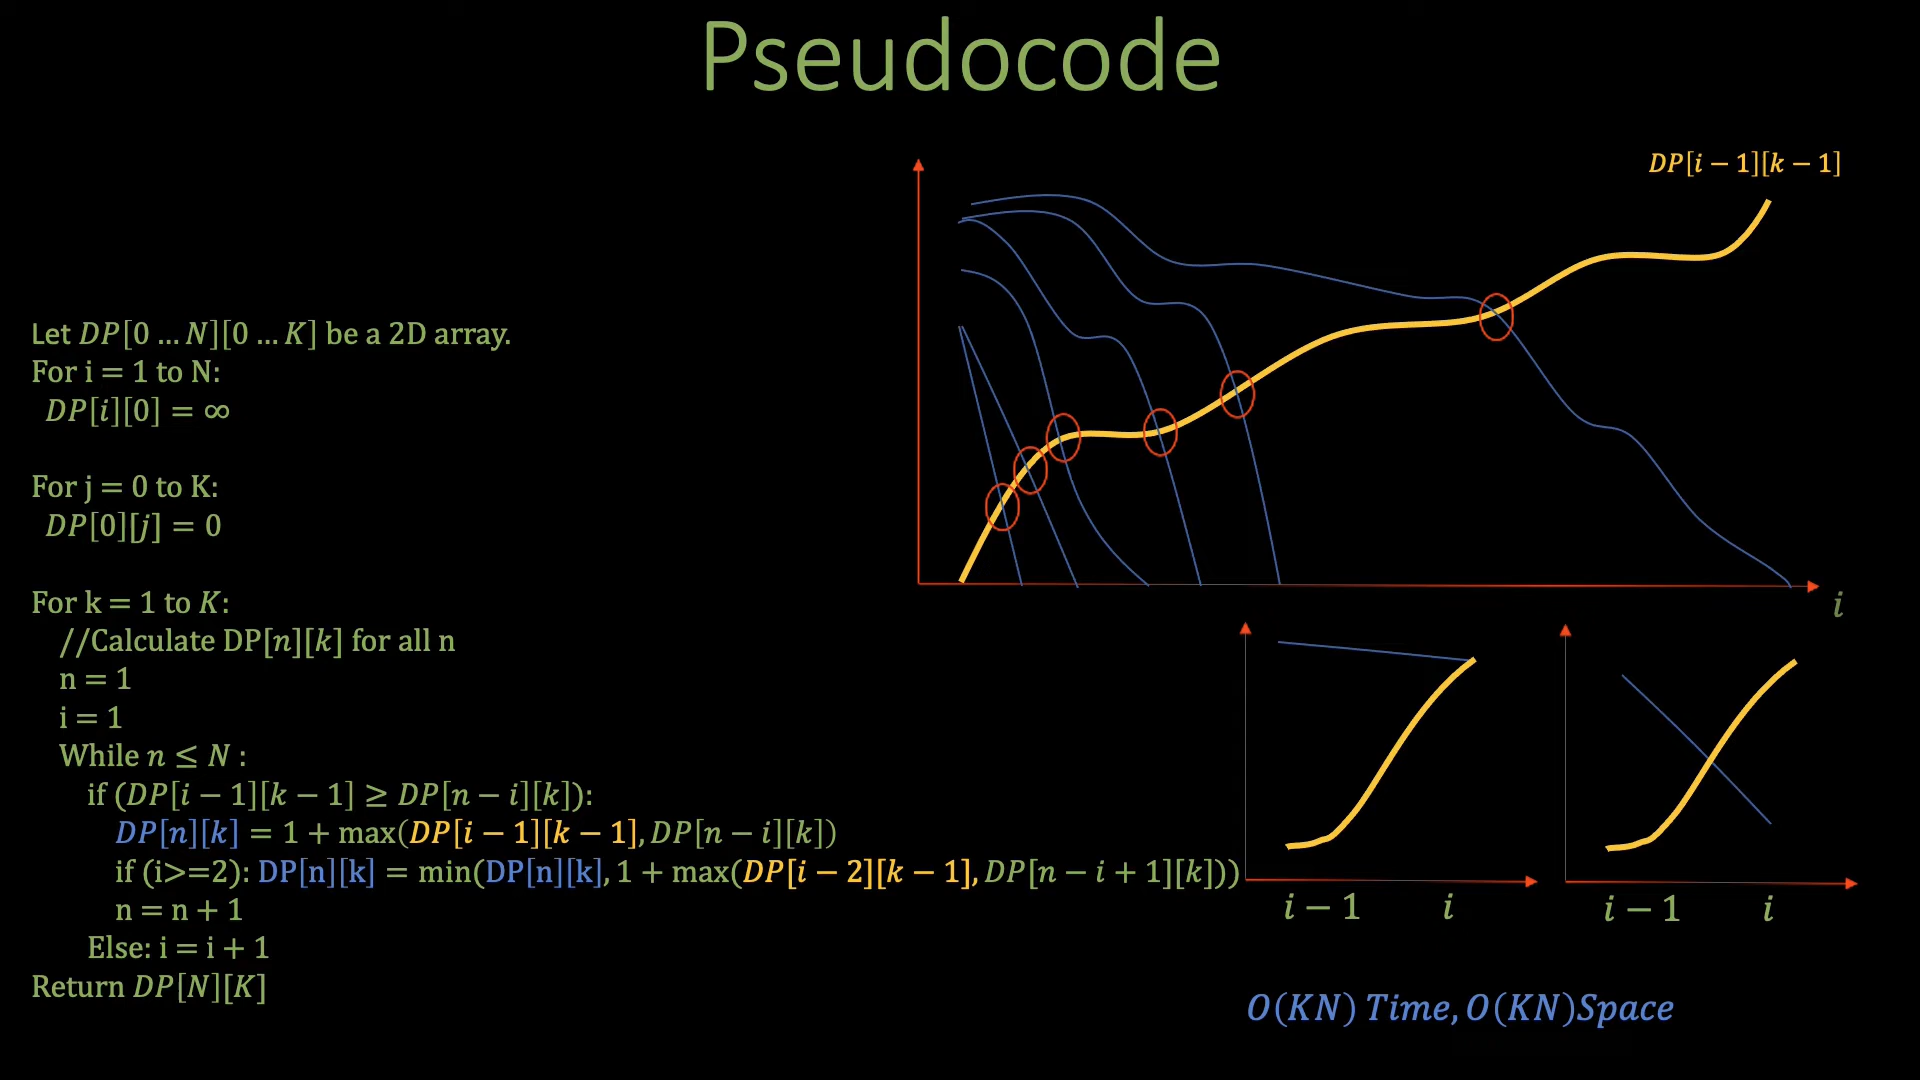 Pseudocode
Let DP[0 … N][0 … K] be a 2D array.
For i = 1 to N:
DP[i][0] = ∞
For j = 0 to K:
DP[0][j] = 0
For k = 1 to K:
//Calculate DP[n][k] for all n
n = 1
i = 1
While n ≤ N :
if (DP[i − 1][k − 1] ≥ DP[n − i][k]):
DP[n][k] = 1 + max(DP[i − 1][k − 1], DP[n − i][k])
if (i>=2): DP[n][k] = min(DP[n][k], 1 + max(DP[i − 2][k − 1], DP[n − i + 1][k]))
n = n + 1
Else: i = i + 1
Return DP[N][K]
DP[i − 1][k − 1]
i
i − 1 i
i − 1 i
O(KN) Time, O(KN)Space